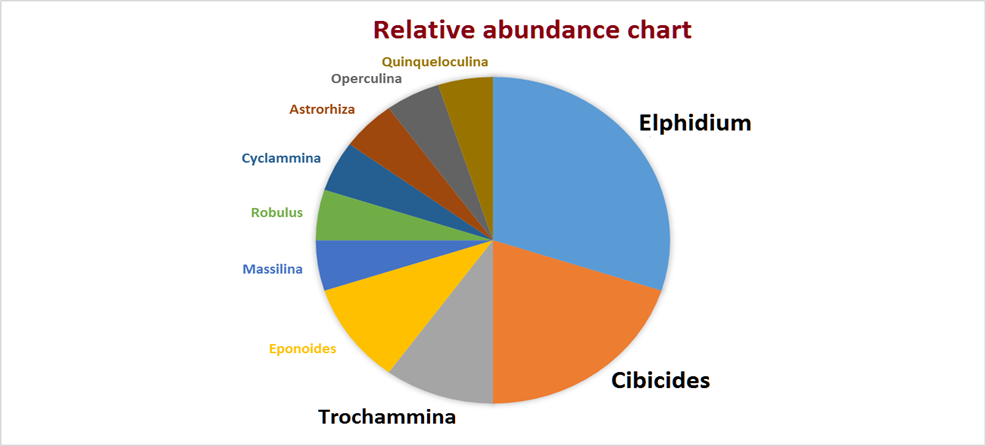 Relative abundance chart
Quinqueloculina
Operculina
Astrorhiza
Elphidium
Cyclammina
Robulus
Massilina
Eponoides
Cibicides
Trochammina